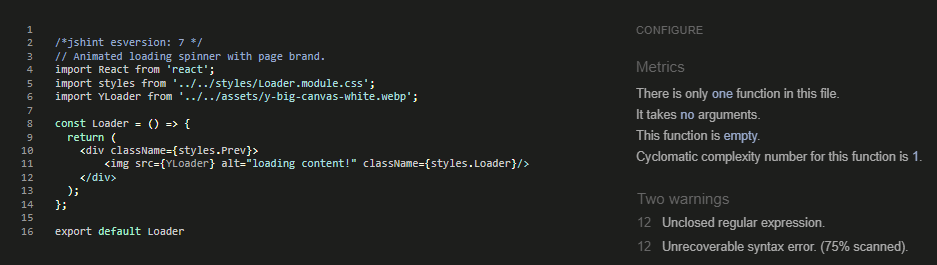 1
2 /*jshint esversion: 7 */
3 // Animated loading spinner with page brand.
4 import React from 'react';
5 import styles from '../../styles/Loader.module.css';
6 import YLoader from '../../assets/y-big-canvas-white.webp';
7
8 const Loader = () => {
9 return (
10 <div className={styles.Prev}>
11 <img src={YLoader} alt="loading content!" className={styles.Loader}/>
12 </div>
13 );
14 };
15
16 export default Loader
CONFIGURE
Metrics
There is only one function in this file.
It takes no arguments.
This function is empty.
Cyclomatic complexity number for this function is 1.
Two warnings
12 Unclosed regular expression.
12 Unrecoverable syntax error. (75% scanned).